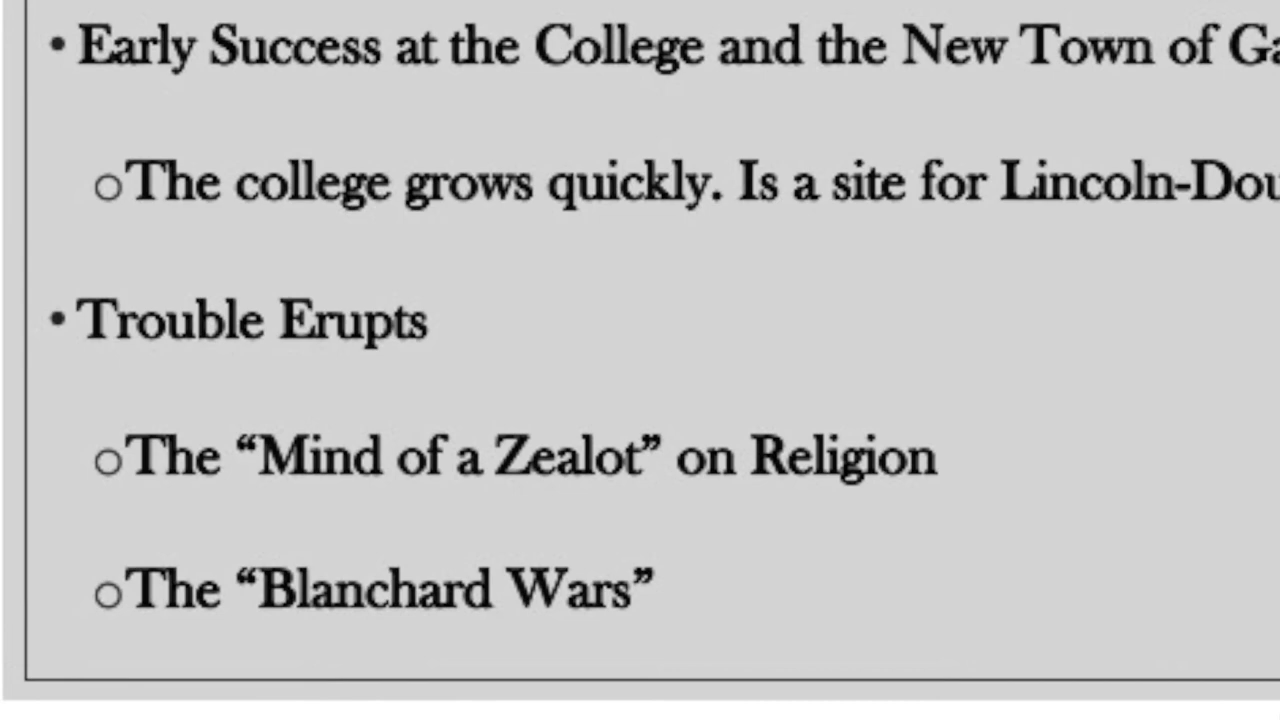 • Early Success at the College and the New Town of Ga
○The college grows quickly. Is a site for Lincoln-Dou
• Trouble Erupts
○The “Mind of a Zealot” on Religion
○The “Blanchard Wars”